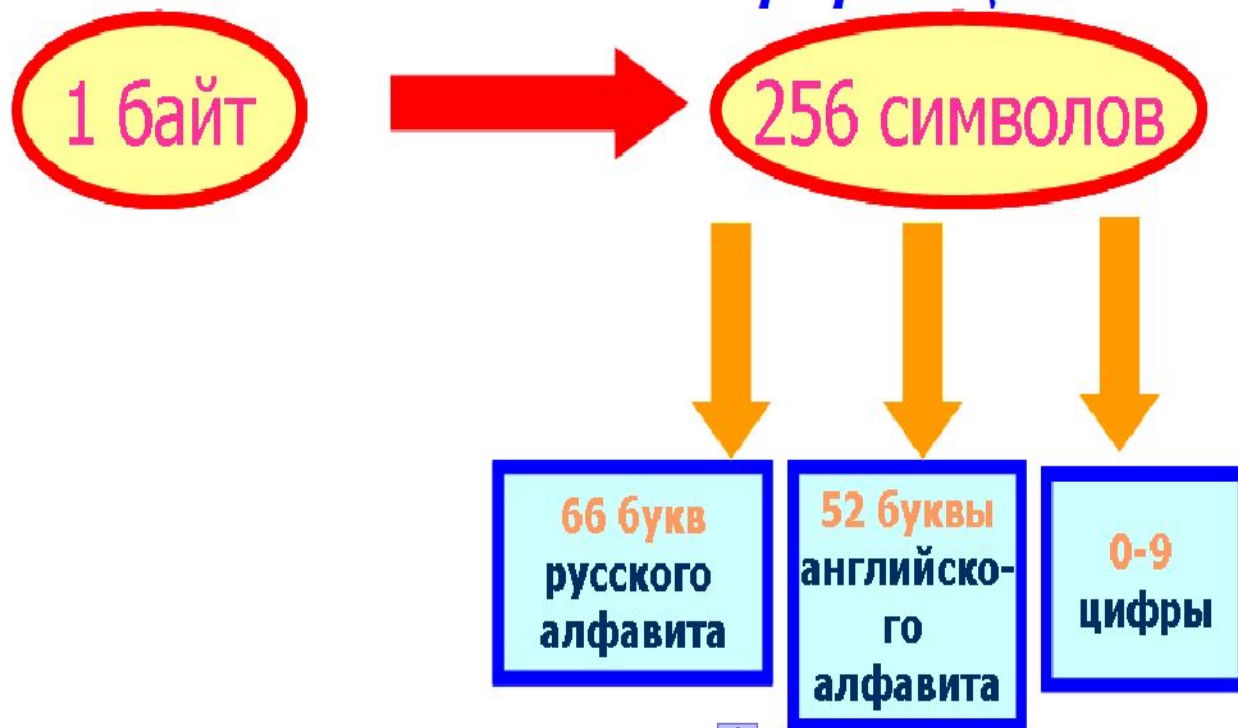 1 байт
256 символов
66 букв
русского
алфавита
52 буквы
английско-
го
алфавита
0-9
цифры